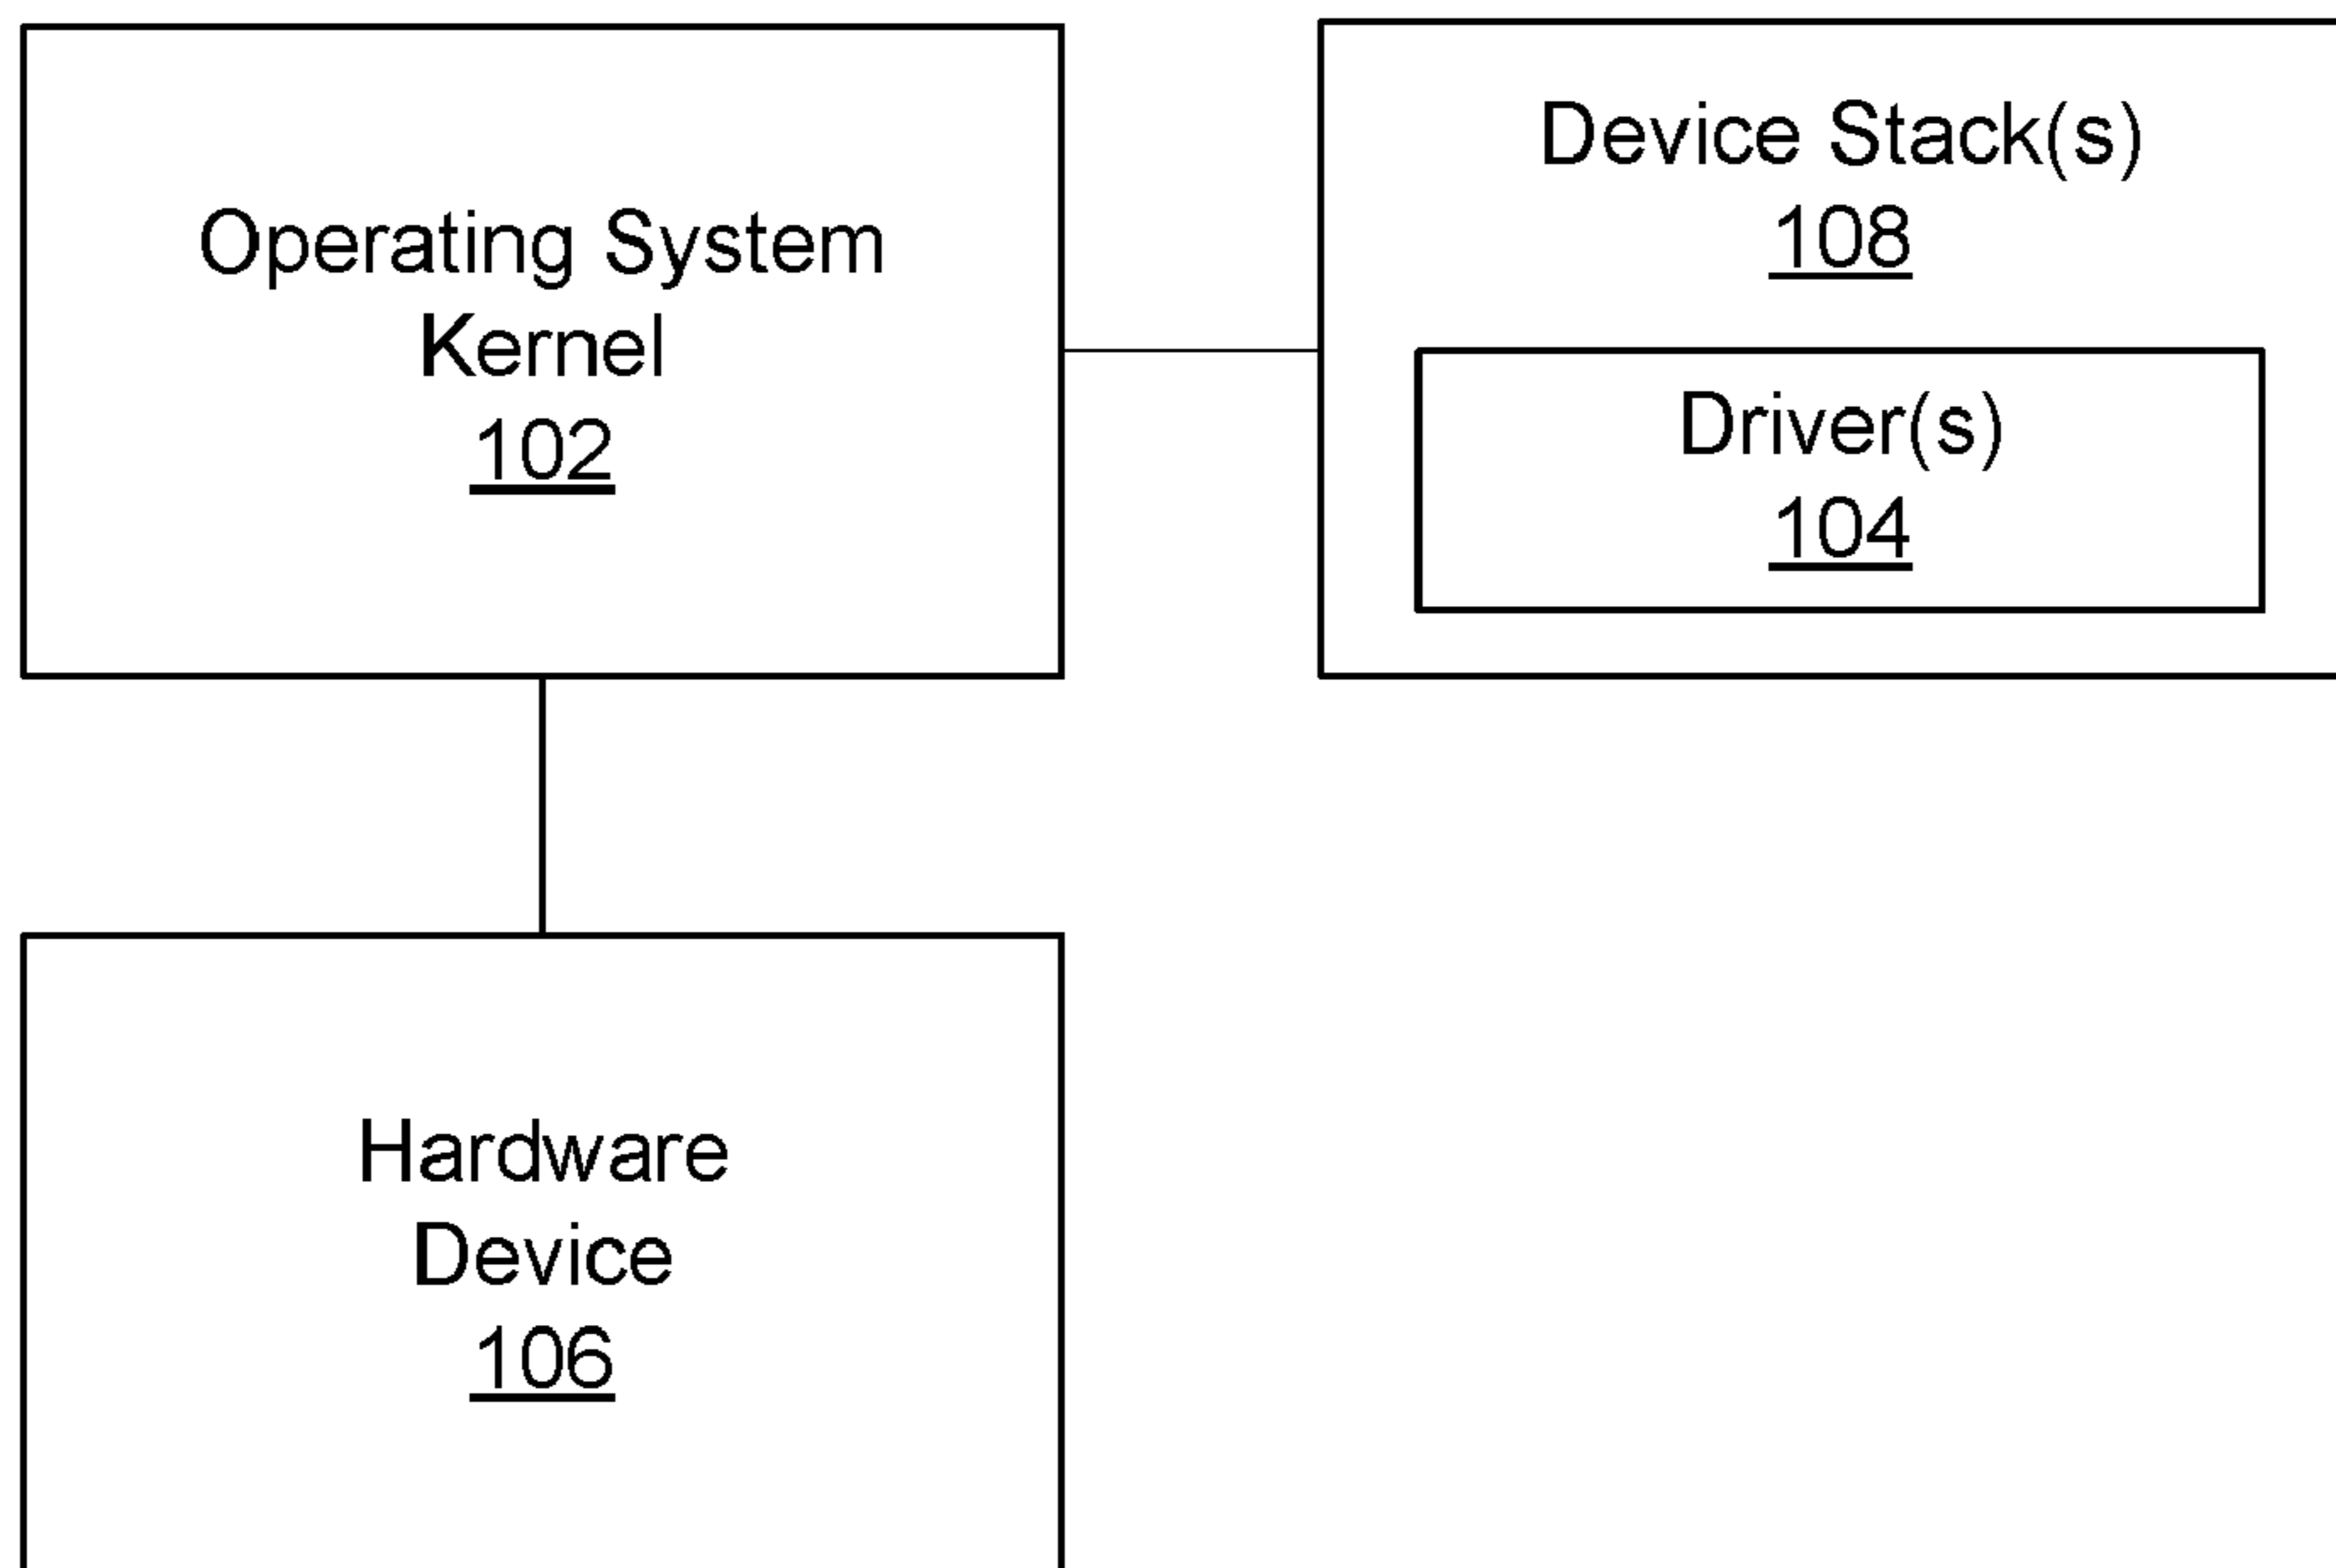 Operating System
Kernel
102
Device Stack(s)
108
Driver(s)
104
Hardware
Device
106